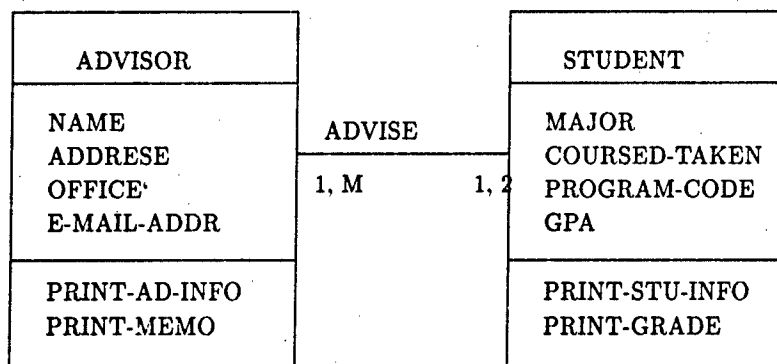 ADVISOR
NAME
ADDRESE
OFFICE
E-MAIL-ADDR
PRINT-AD-INFO
PRINT-MEMO
ADVISE
1, M
1, 2
STUDENT
MAJOR
COURSED-TAKEN
PROGRAM-CODE
GPA
PRINT-STU-INFO
PRINT-GRADE